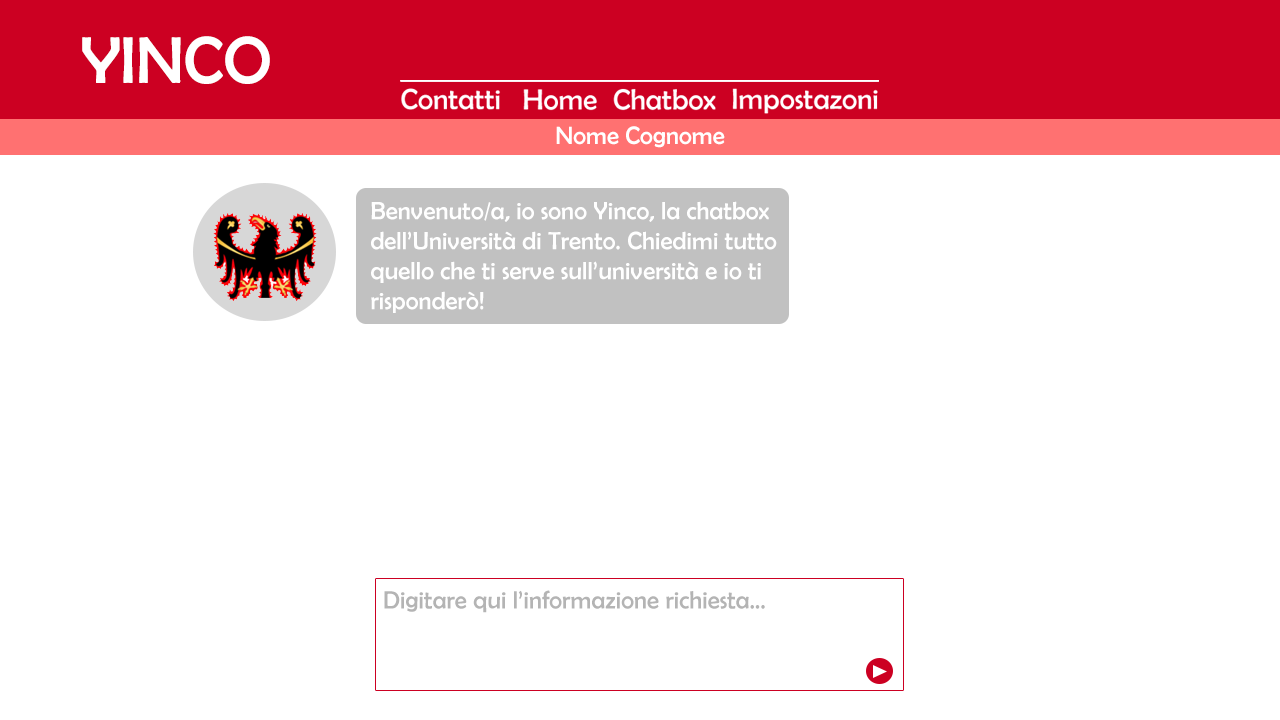 YINCO
Contatti Home Chatbox Impostazoni
Nome Cognome
Benvenuto/a, io sono Yinco, la chatbox
dell'Università di Trento. Chiedimi tutto
quello che ti serve sull'università e io ti
risponderò!
Digitare qui l'informazione richiesta...